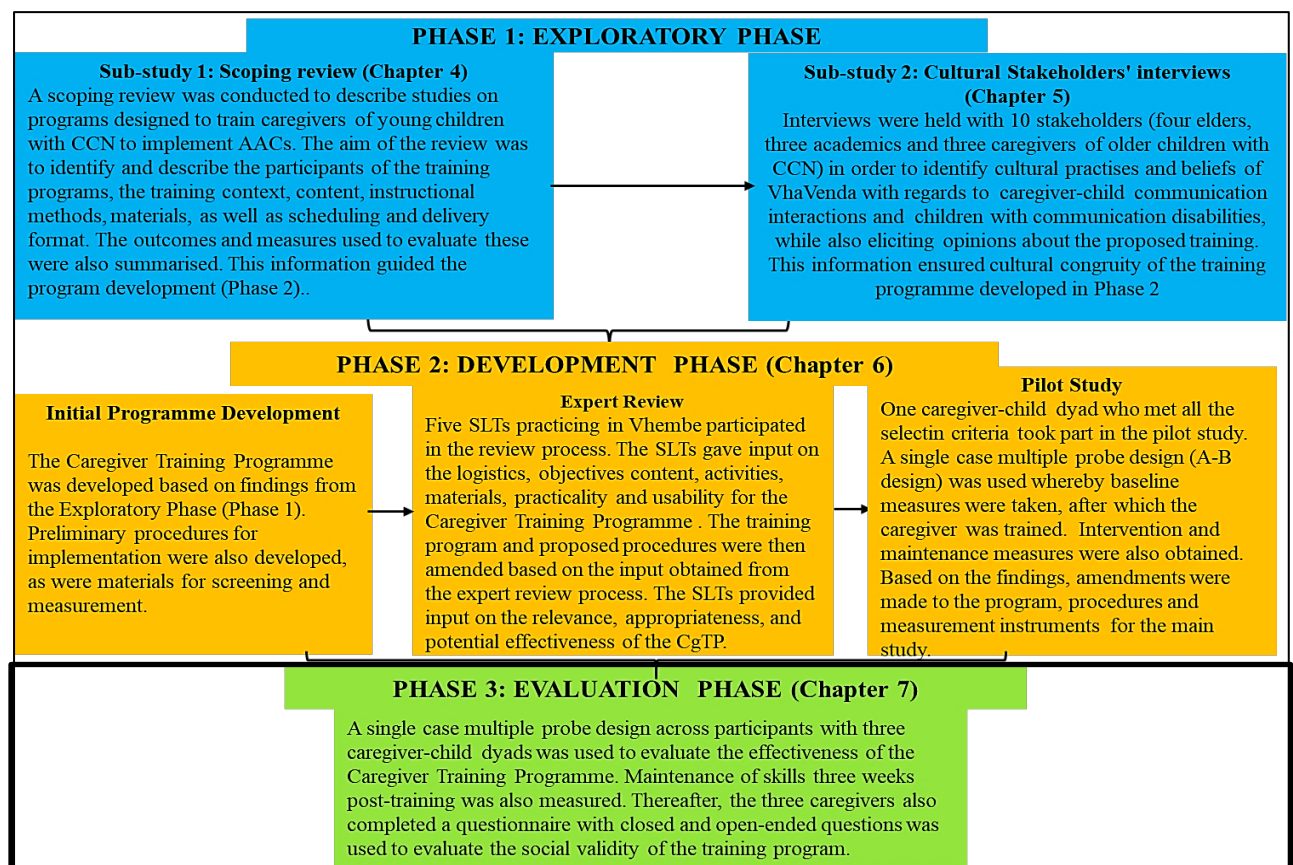 PHASE 1: EXPLORATORY PHASE
Sub-study 1: Scoping review (Chapter 4)
A scoping review was conducted to describe studies on
programs designed to train caregivers of young children
with CCN to implement AACs. The aim of the review was
to identify and describe the participants of the training
programs, the training context, content, instructional
methods, materials, as well as scheduling and delivery
format. The outcomes and measures used to evaluate these
were also summarised. This information guided the
program development (Phase 2)..
Sub-study 2: Cultural Stakeholders' interviews
(Chapter 5)
Interviews were held with 10 stakeholders (four elders,
three academics and three caregivers of older children with
CCN) in order to identify cultural practises and beliefs of
VhaVenda with regards to caregiver-child communication
interactions and children with communication disabilities,
while also eliciting opinions about the proposed training.
This information ensured cultural congruity of the training
programme developed in Phase 2
PHASE 2: DEVELOPMENT PHASE (Chapter 6)
Initial Programme Development
The Caregiver Training Programme
was developed based on findings from
the Exploratory Phase (Phase 1).
Preliminary procedures for
implementation were also developed,
as were materials for screening and
measurement.
Expert Review
Five SLTs practicing in Vhembe participated
in the review process. The SLTs gave input on
the logistics, objectives content, activities,
materials, practicality and usability for the
Caregiver Training Programme . The training
program and proposed procedures were then
amended based on the input obtained from
the expert review process. The SLTs provided
input on the relevance, appropriateness, and
potential effectiveness of the CgTP.
Pilot Study
One caregiver-child dyad who met all the
selectin criteria took part in the pilot study.
A single case multiple probe design (A-B
design) was used whereby baseline
measures were taken, after which the
caregiver was trained. Intervention and
maintenance measures were also obtained.
Based on the findings, amendments were
made to the program, procedures and
measurement instruments for the main
study.
PHASE 3: EVALUATION PHASE (Chapter 7)
A single case multiple probe design across participants with three
caregiver-child dyads was used to evaluate the effectiveness of the
Caregiver Training Programme. Maintenance of skills three weeks
post-training was also measured. Thereafter, the three caregivers also
completed a questionnaire with closed and open-ended questions was
used to evaluate the social validity of the training program.